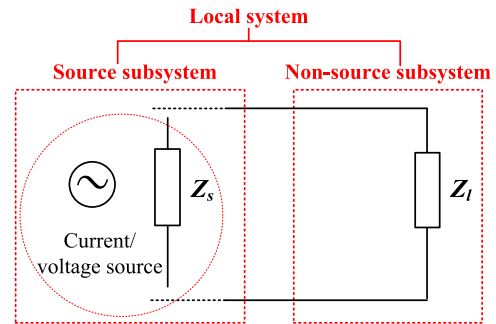 Local system
Source subsystem
Non-source subsystem
Zs
Zl
Current/
voltage source